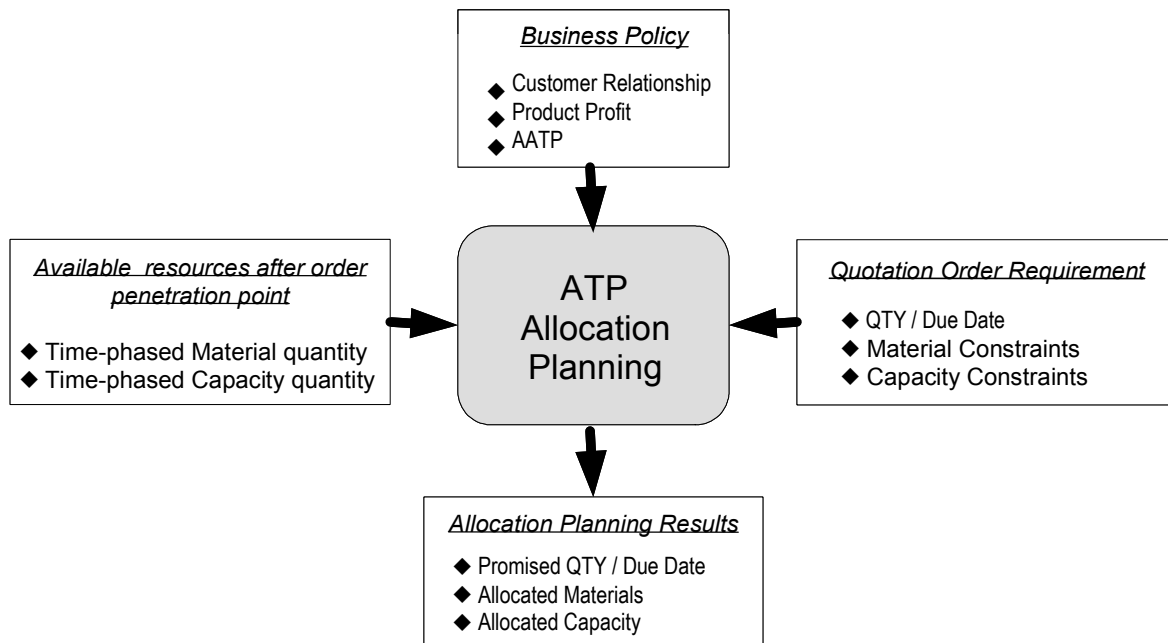 Business Policy
◆ Customer Relationship
◆ Product Profit
◆ AATP
Available resources after order
penetration point
◆ Time-phased Material quantity
◆ Time-phased Capacity quantity
ATP
Allocation
Planning
Quotation Order Requirement
◆ QTY / Due Date
◆ Material Constraints
◆ Capacity Constraints
Allocation Planning Results
◆ Promised QTY / Due Date
◆ Allocated Materials
◆ Allocated Capacity